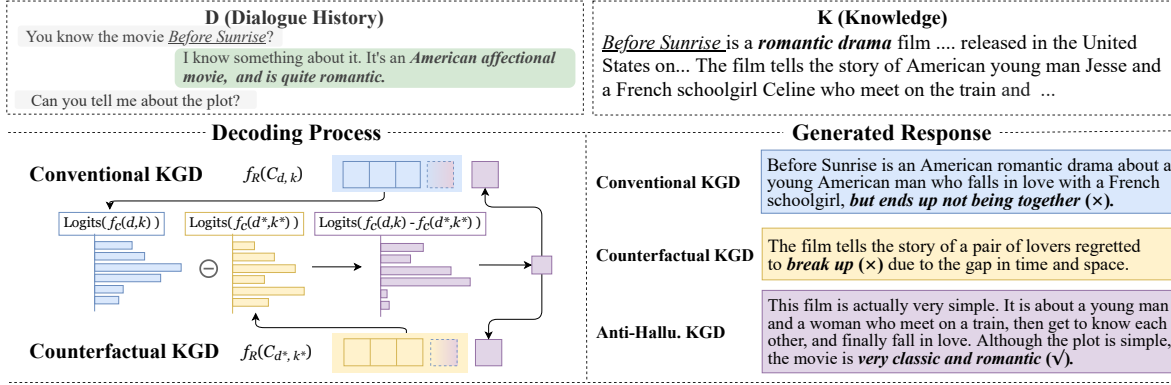 D (Dialogue History)
You know the movie Before Sunrise?
I know something about it. It's an American affectional
movie, and is quite romantic.
Can you tell me about the plot?
K (Knowledge)
Before Sunrise is a romantic drama film .... released in the United
States on... The film tells the story of American young man Jesse and
a French schoolgirl Celine who meet on the train and ...
Decoding Process
Conventional KGD
f_R(C_{d, k})
Logits( f_C(d,k) )
Logits( f_C(d*,k*) )
Logits( f_C(d,k) - f_C(d*,k*) )
Counterfactual KGD
f_R(C_{d*, k*})
Generated Response
Conventional KGD
Before Sunrise is an American romantic drama about a
young American man who falls in love with a French
schoolgirl, but ends up not being together (×).
Counterfactual KGD
The film tells the story of a pair of lovers regretted
to break up (×) due to the gap in time and space.
Anti-Hallu. KGD
This film is actually very simple. It is about a young man
and a woman who meet on a train, then get to know each
other, and finally fall in love. Although the plot is simple,
the movie is very classic and romantic (√).